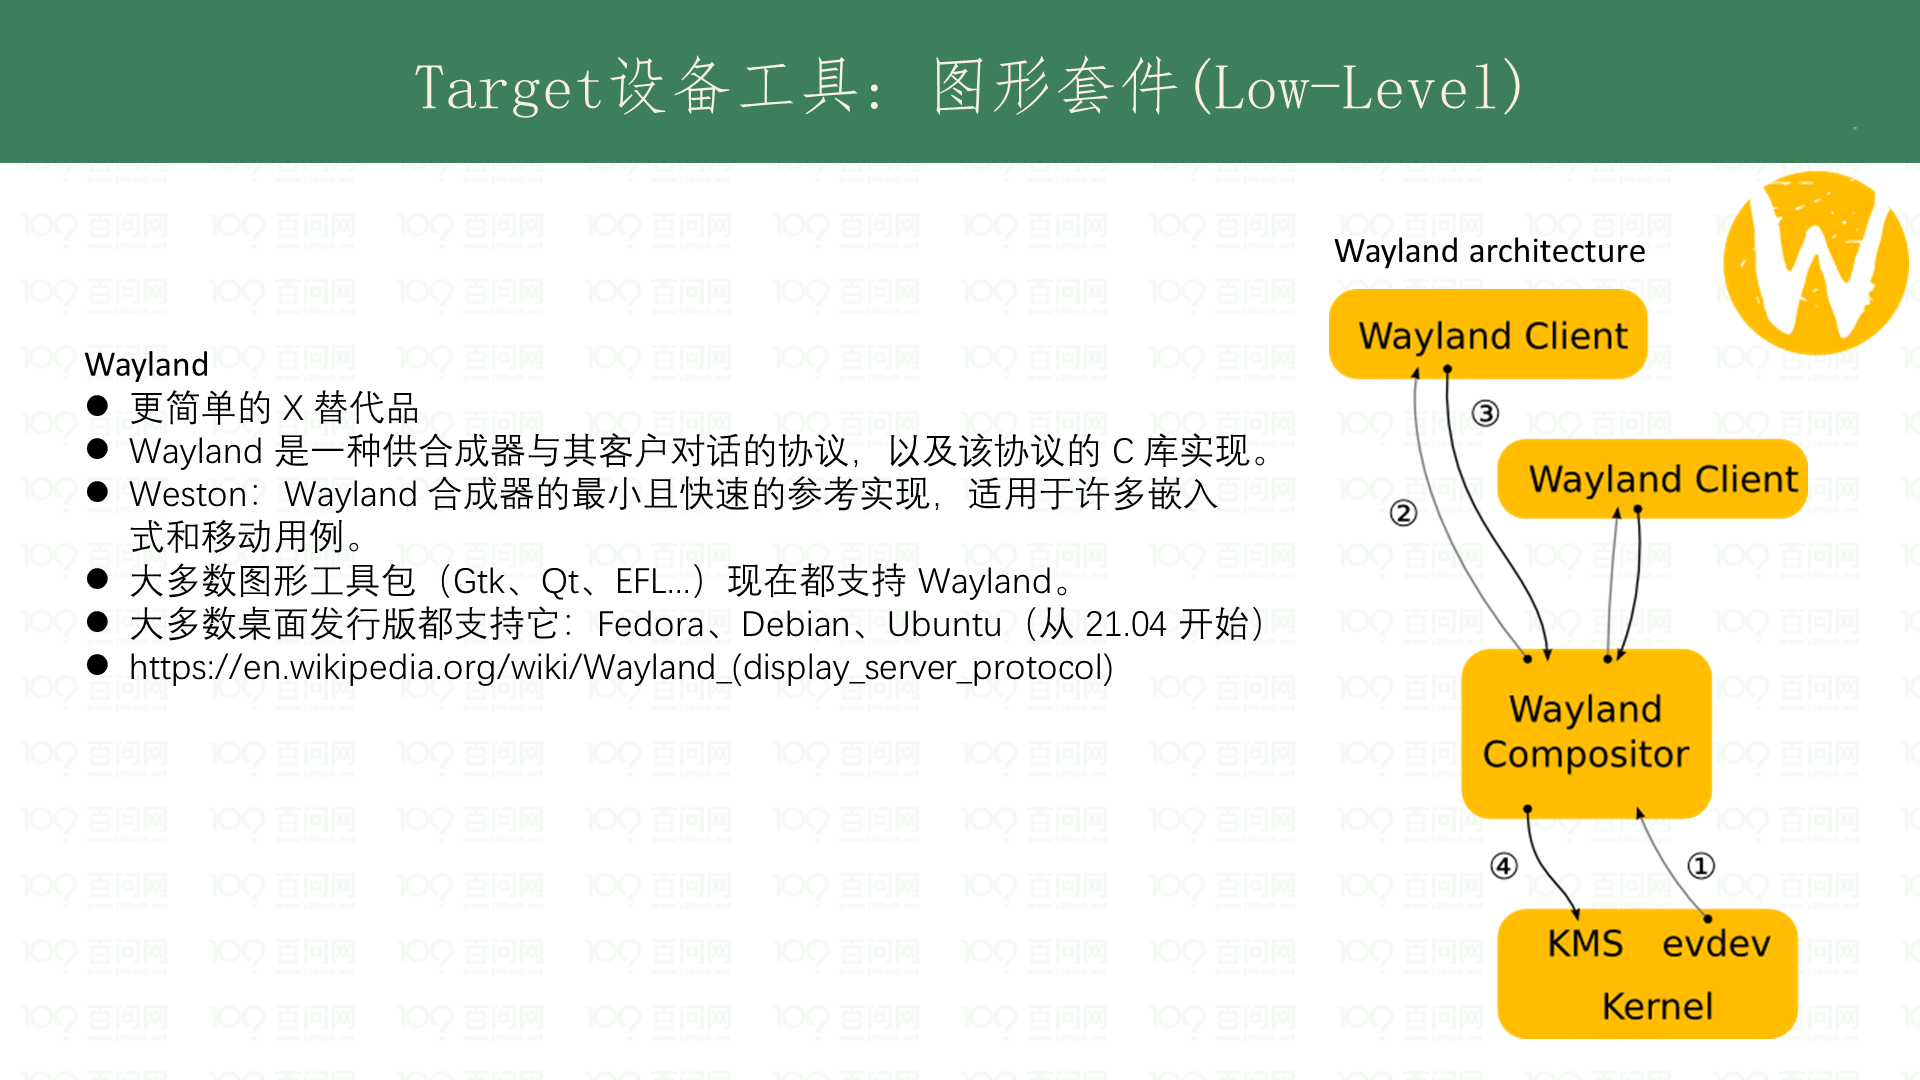 Target设备工具：图形套件(Low-Level)
Wayland
● 更简单的 X 替代品
● Wayland 是一种供合成器与其客户对话的协议，以及该协议的 C 库实现。
● Weston：Wayland 合成器的最小且快速的参考实现，适用于许多嵌入
式和移动用例。
● 大多数图形工具包（Gtk、Qt、EFL...）现在都支持 Wayland。
● 大多数桌面发行版都支持它：Fedora、Debian、Ubuntu（从 21.04 开始）
● https://en.wikipedia.org/wiki/Wayland_(display_server_protocol)
Wayland architecture
W
Wayland Client
③
Wayland Client
②
Wayland
Compositor
④
①
KMS evdev
Kernel
百问网
www.100ask.net